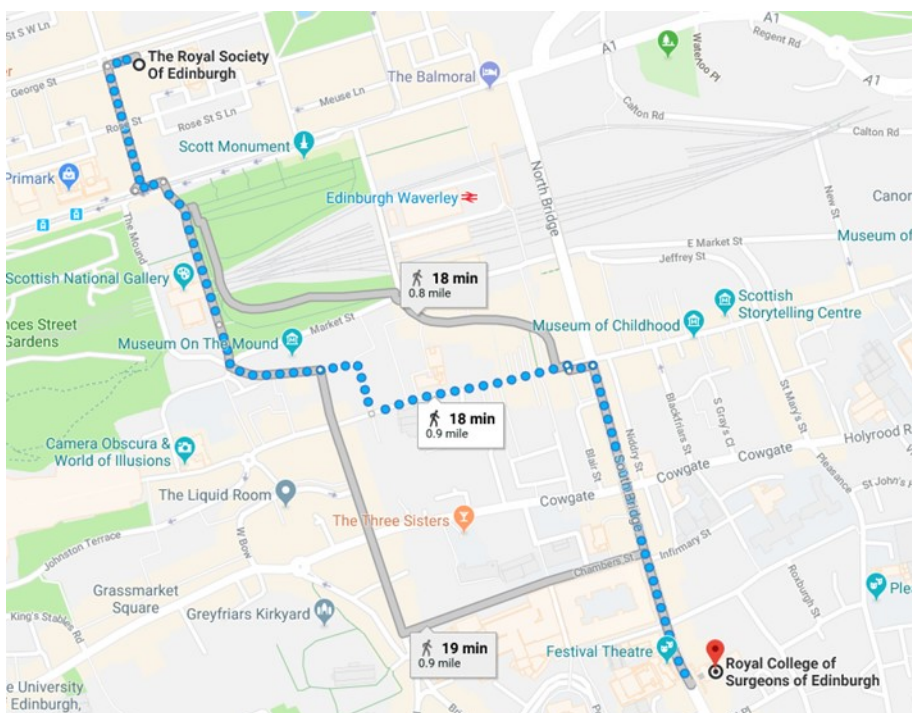 St S W Ln
A1
Regent Rd
The Royal Society
Of Edinburgh
Waterloo Pl
A1
The Balmoral
George St
Meuse Ln
Calton Rd
Rose St
Rose St S Ln
Calton Rd
Scott Monument
Primark
North Bridge
New St
Edinburgh Waverley
Canon
The Mound
E Market St
Museum of
Jeffrey St
Scottish National Gallery
18 min
0.8 mile
Scottish
Storytelling Centre
Museum of Childhood
nces Street
Gardens
Market St
Museum On The Mound
18 min
0.9 mile
Blackfriars St
S Gray's Cl
St Mary's St
Niddry St
Blair St
South Bridge
Camera Obscura &
World of Illusions
Cowgate
Cowgate
Holyrood R
Pleasance
St John's H
The Liquid Room
Cowgate
The Three Sisters
Johnston Terrace
W Bow
Infirmary St
Chambers St
Roxburgh St
Grassmarket
Square
Greyfriars Kirkyard
Plea
King's Stables Rd
19 min
0.9 mile
Festival Theatre
Royal College of
Surgeons of Edinburgh
e University
f Edinburgh,